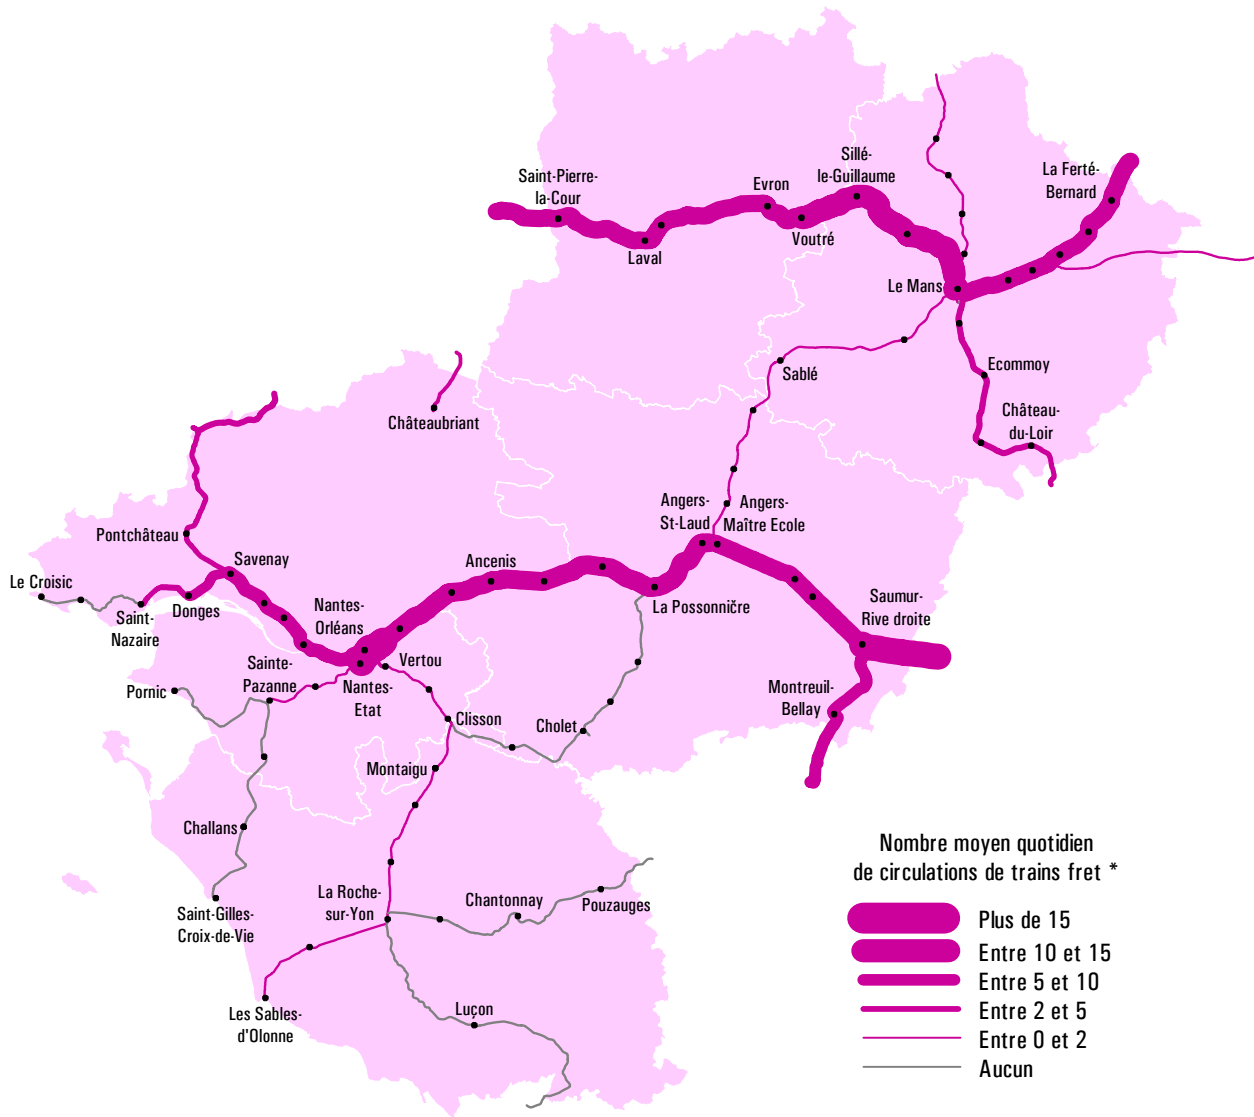 Saint-Pierre-
la-Cour
Laval
Evron
Voutré
Sillé-
le-Guillaume
La Ferté-
Bernard
Le Mans
Sablé
Ecommoy
Château-
du-Loir
Châteaubriant
Pontchâteau
Savenay
Le Croisic
Saint-
Nazaire
Donges
Nantes-
Orléans
Ancenis
Angers-
St-Laud
Angers-
Maître Ecole
La Possonničre
Saumur-
Rive droite
Montreuil-
Bellay
Sainte-
Pazanne
Pornic
Nantes-
Etat
Vertou
Clisson
Cholet
Montaigu
Challans
Saint-Gilles-
Croix-de-Vie
La Roche-
sur-Yon
Chantonnay
Pouzauges
Les Sables-
d'Olonne
Luçon
Nombre moyen quotidien
de circulations de trains fret *
Plus de 15
Entre 10 et 15
Entre 5 et 10
Entre 2 et 5
Entre 0 et 2
Aucun